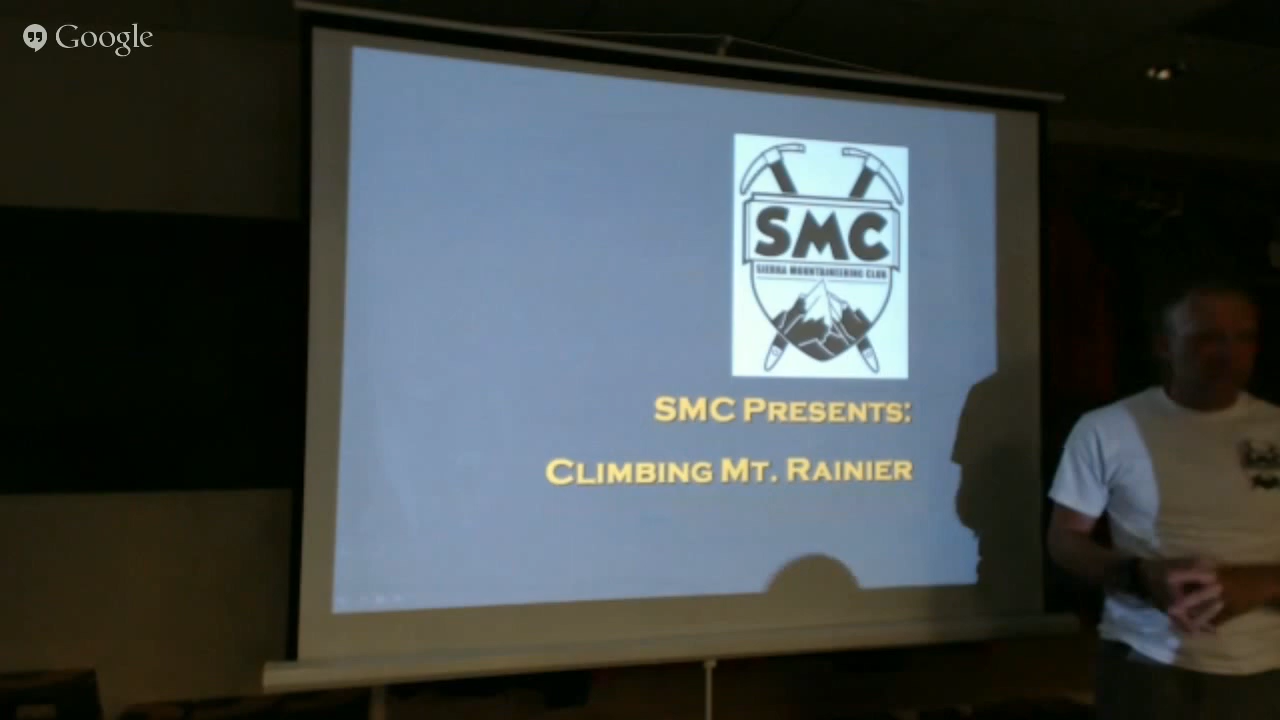 Google
SMC
SIERRA MOUNTAINEERING CLUB
SMC PRESENTS:
CLIMBING MT. RAINIER